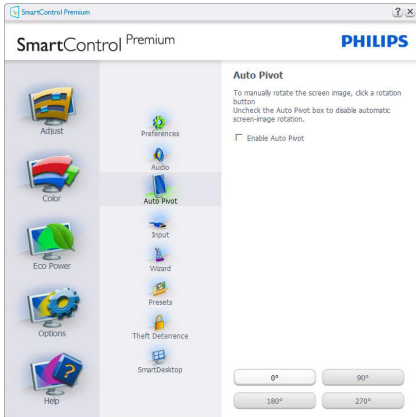 SmartControl Premium
? ×
SmartControl Premium
PHILIPS
Adjust
Color
Eco Power
Options
Help
Preferences
Audio
Auto Pivot
Input
Wizard
Presets
Theft Deterrence
SmartDesktop
Auto Pivot
To manually rotate the screen image, click a rotation
button
Uncheck the Auto Pivot box to disable automatic
screen-image rotation.
Enable Auto Pivot
0°
90°
180°
270°